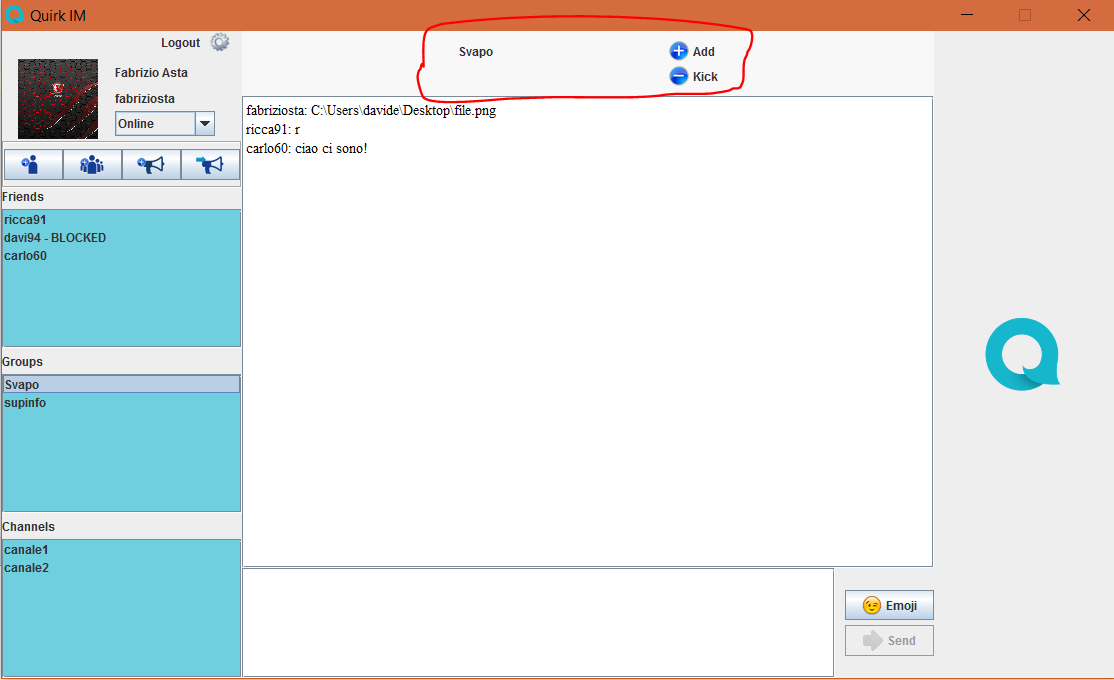 Quirk IM
Logout
Fabrizio Asta
fabriziosta
Online
Friends
ricca91
davi94 - BLOCKED
carlo60
Groups
Svapo
supinfo
Channels
canale1
canale2
Svapo
Add
Kick
fabriziosta: C:\Users\davide\Desktop\file.png
ricca91: r
carlo60: ciao ci sono!
Emoji
Send